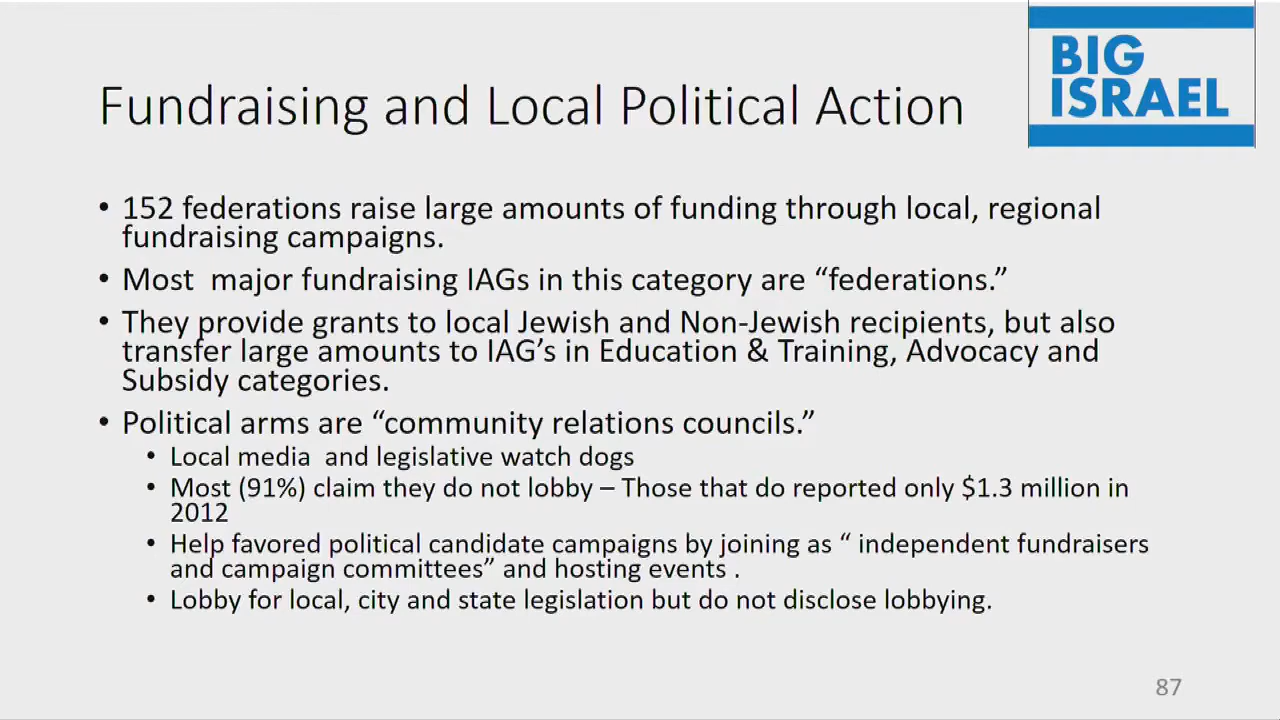 BIG
ISRAEL
Fundraising and Local Political Action
• 152 federations raise large amounts of funding through local, regional
fundraising campaigns.
• Most  major fundraising IAGs in this category are “federations.”
• They provide grants to local Jewish and Non-Jewish recipients, but also
transfer large amounts to IAG’s in Education & Training, Advocacy and
Subsidy categories.
• Political arms are “community relations councils.”
• Local media  and legislative watch dogs
• Most (91%) claim they do not lobby – Those that do reported only $1.3 million in
2012
• Help favored political candidate campaigns by joining as “ independent fundraisers
and campaign committees” and hosting events .
• Lobby for local, city and state legislation but do not disclose lobbying.
87